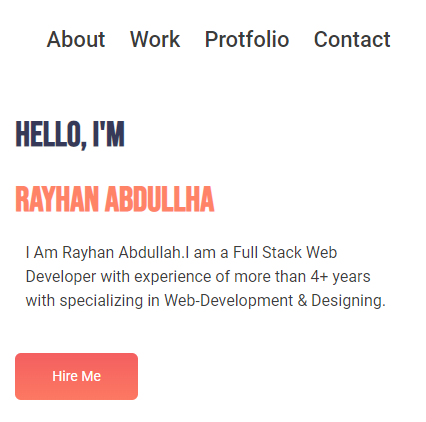 About Work Protfolio Contact
HELLO, I'M
RAYHAN ABDULLHA
I Am Rayhan Abdullah.I am a Full Stack Web
Developer with experience of more than 4+ years
with specializing in Web-Development & Designing.
Hire Me